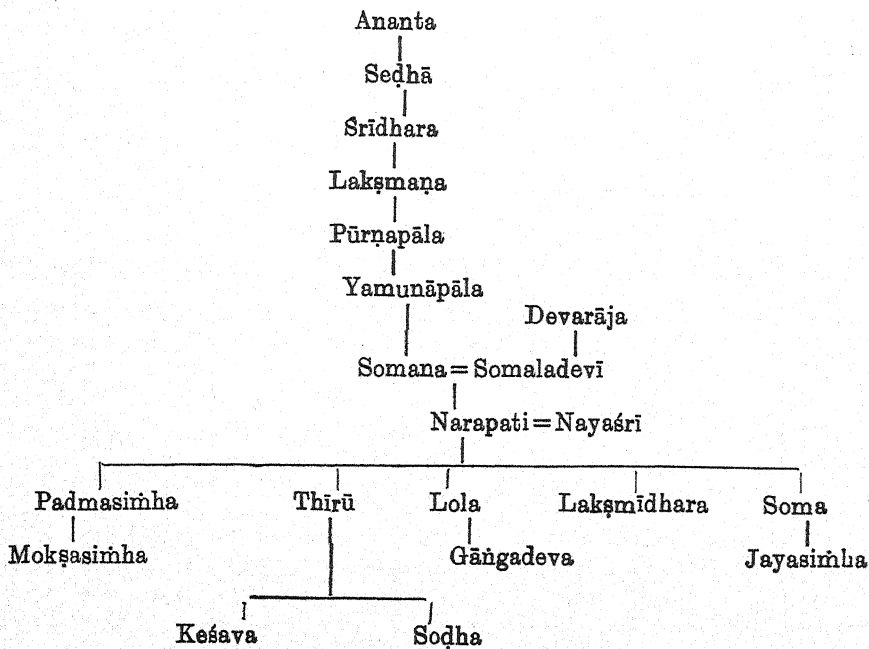 Ananta
Seḍhā
Śrīdhara
Lakṣmaṇa
Pūrṇapāla
Yamunāpāla
Devarāja
Somana=Somaladevī
Narapati=Nayaśrī
Padmasiṁha Thīrū Lola Lakṣmīdhara Soma
Mokṣasiṁha Gāṅgadeva Jayasiṁha
Keśava Soḍha